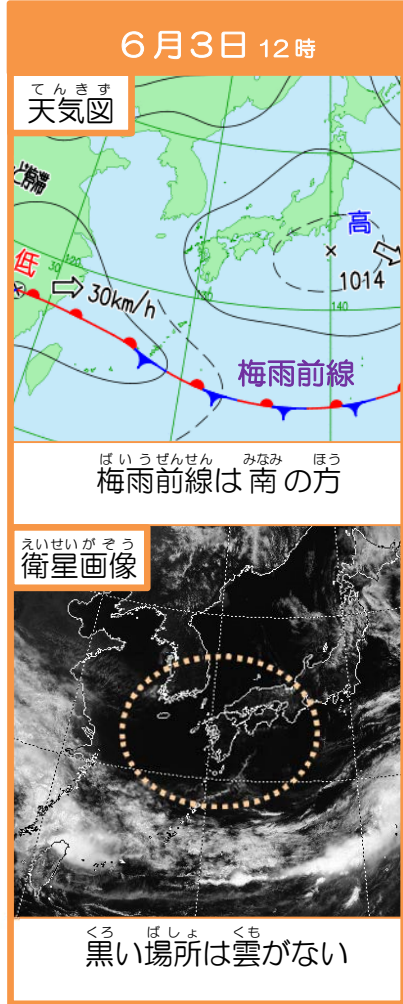 6月3日 12時
てんきず
天気図
低
30
120
30km/h
高
×
1014
30
140
梅雨前線
ばいうぜんせん みなみ ほう
梅雨前線は南の方
えいせいがぞう
衛星画像
くろ ばしょ くも
黒い場所は雲がない